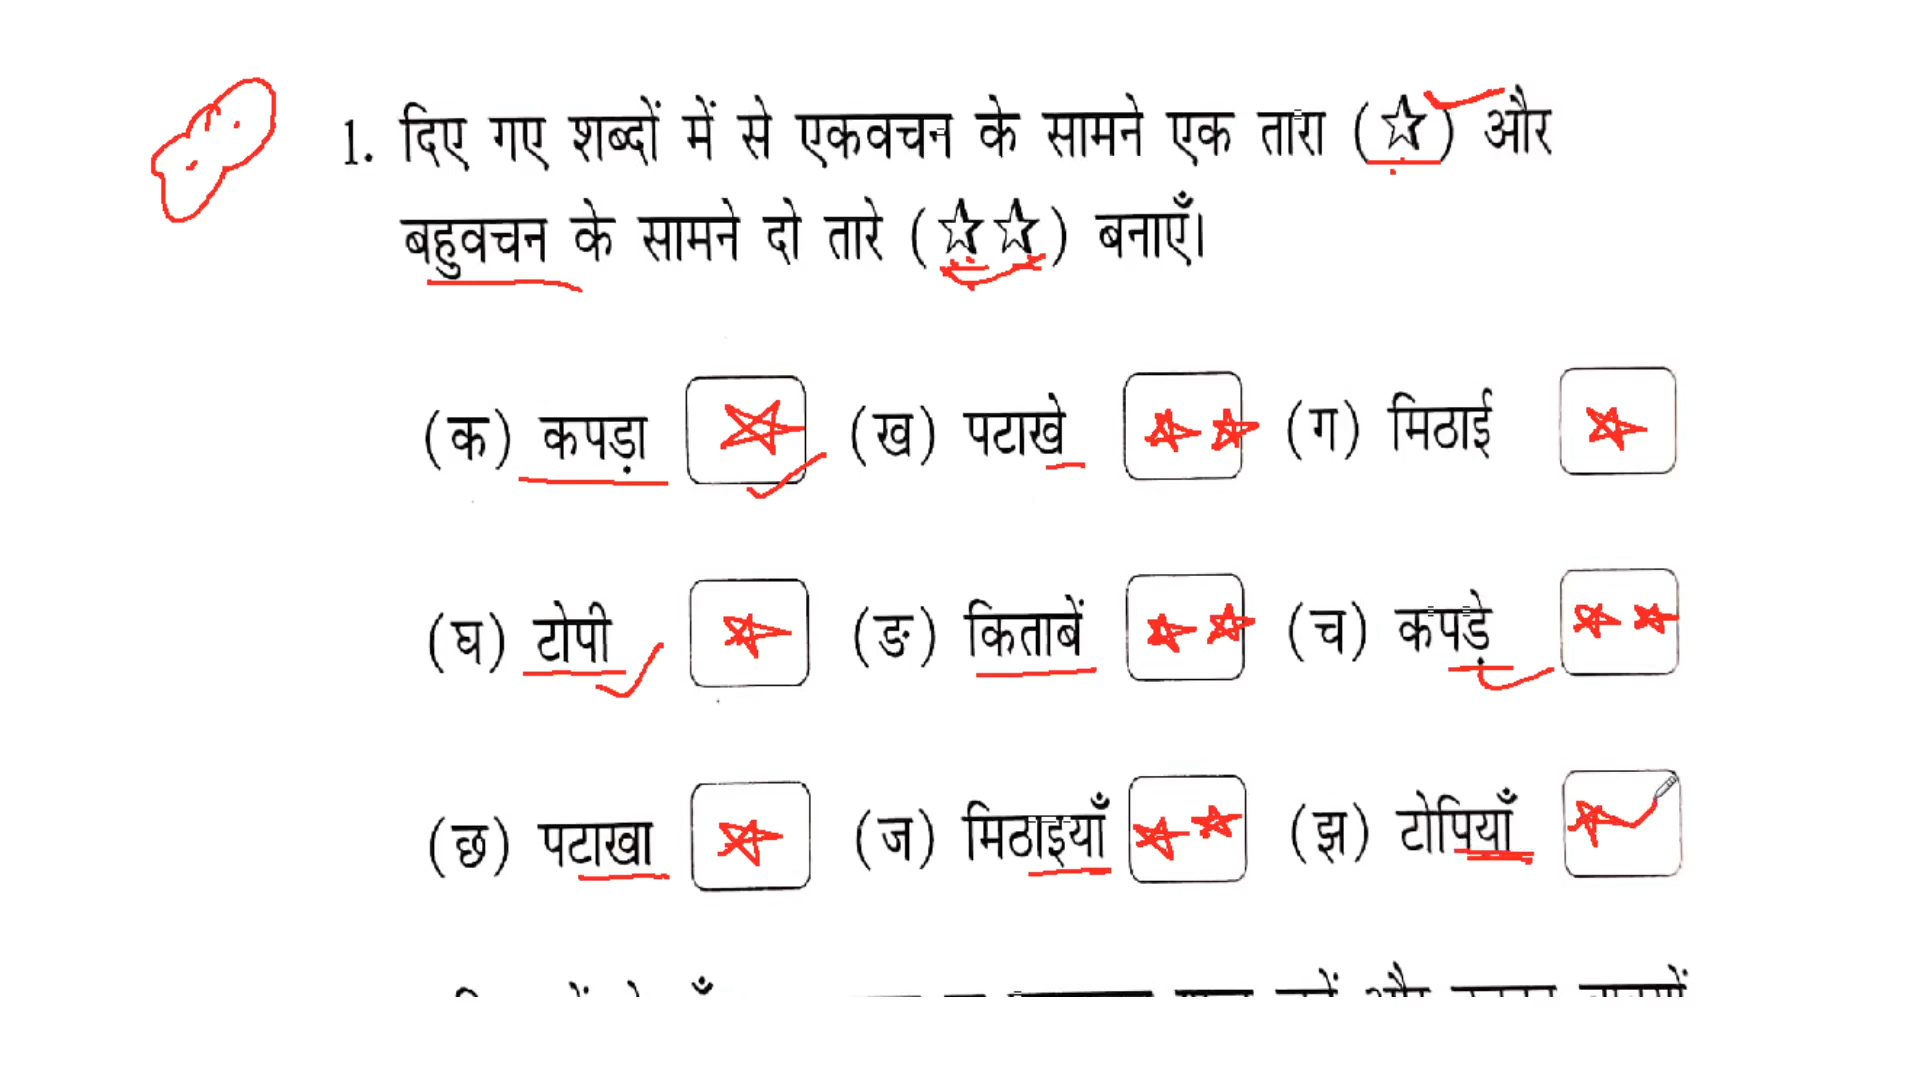 1. दिए गए शब्दों में से एकवचन के सामने एक तारा (☆) और
बहुवचन के सामने दो तारे (☆☆) बनाएँ।
(क) कपड़ा (ख) पटाखे (ग) मिठाई
(घ) टोपी (ङ) किताबें (च) कपड़े
(छ) पटाखा (ज) मिठाइयाँ (झ) टोपियाँ